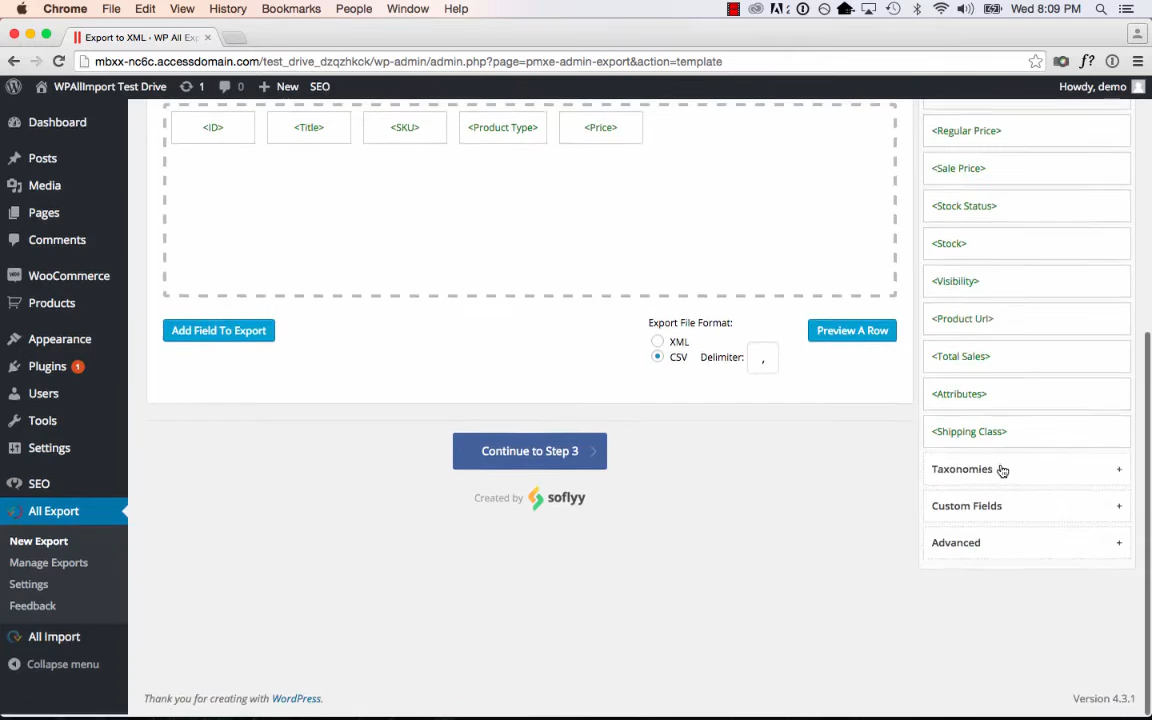 Chrome File Edit View History Bookmarks People Window Help Wed 8:09 PM
Export to XML ‹ WP All Exp
mbxx-nc6c.accessdomain.com/test_drive_dzqzhkck/wp-admin/admin.php?page=pmxe-admin-export&action=template
WPAllImport Test Drive 1 0 New SEO Howdy, demo
Dashboard
Posts
Media
Pages
Comments
WooCommerce
Products
Appearance
Plugins 1
Users
Tools
Settings
SEO
All Export
New Export
Manage Exports
Settings
Feedback
All Import
Collapse menu
<ID> <Title> <SKU> <Product Type> <Price>
Add Field To Export
Export File Format:
XML
CSV Delimiter: ,
Preview A Row
Continue to Step 3
Created by soflyy
<Regular Price>
<Sale Price>
<Stock Status>
<Stock>
<Visibility>
<Product Url>
<Total Sales>
<Attributes>
<Shipping Class>
Taxonomies +
Custom Fields +
Advanced +
Thank you for creating with WordPress. Version 4.3.1